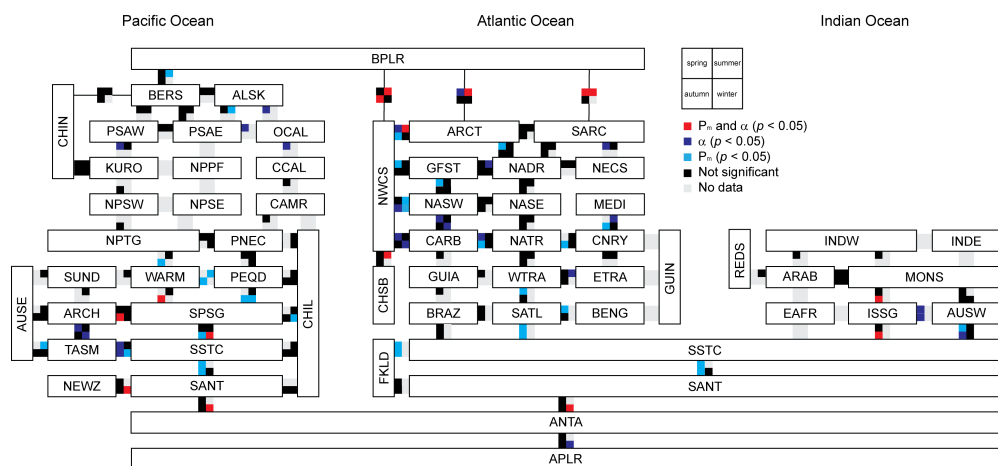 Pacific Ocean Atlantic Ocean Indian Ocean
BPLR
spring summer
autumn winter
BERS ALSK
CHIN
PSAW PSAE OCAL
KURO NPPF CCAL
NPSW NPSE CAMR
NPTG PNEC
AUSE
SUND WARM PEQD
CHIL
ARCH SPSG
TASM SSTC
NEWZ SANT
NWCS
ARCT SARC
GFST NADR NECS
NASW NASE MEDI
CARB NATR CNRY
CHSB
GUIA WTRA ETRA
GUIN
BRAZ SATL BENG
FKLD
SSTC
SANT
Pm and α (p < 0.05)
α (p < 0.05)
Pm (p < 0.05)
Not significant
No data
REDS
INDW INDE
ARAB MONS
EAFR ISSG AUSW
ANTA
APLR